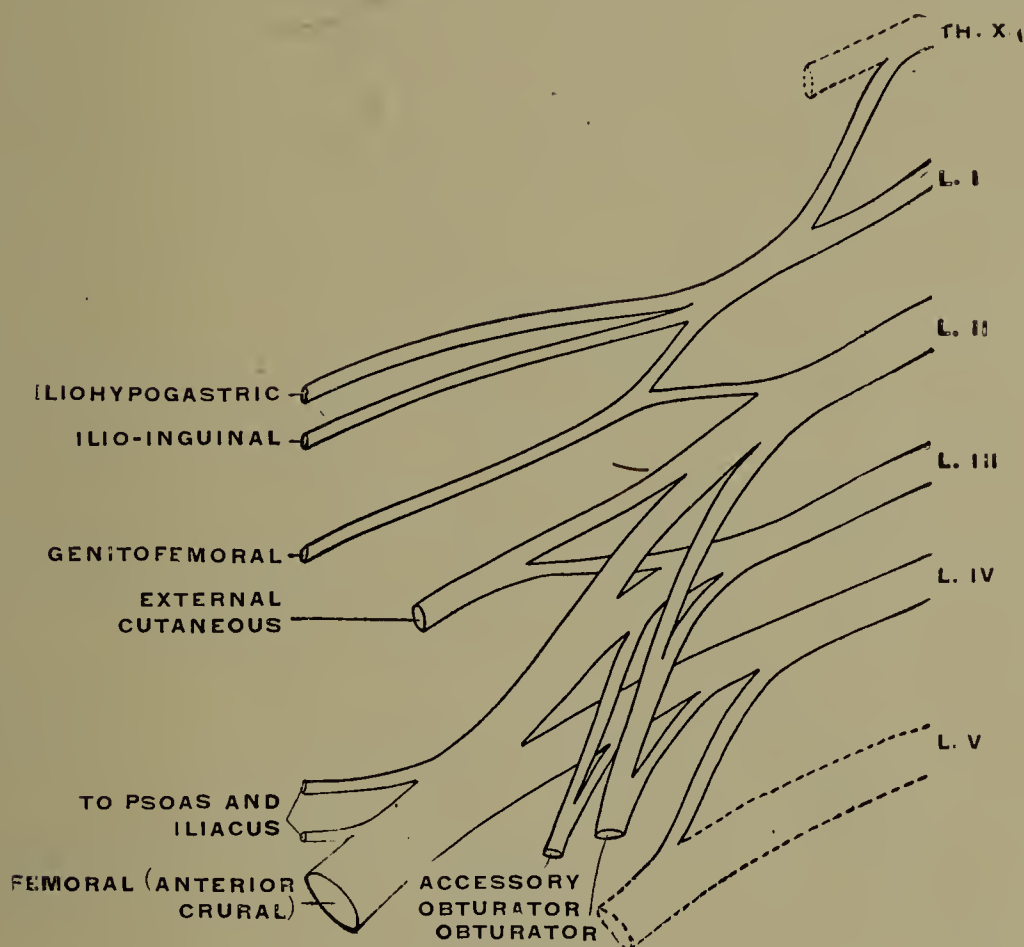 TH. XI
L. I
L. II
L. III
L. IV
L. V
ILIOHYPOGASTRIC
ILIO-INGUINAL
GENITOFEMORAL
EXTERNAL
CUTANEOUS
TO PSOAS AND
ILIACUS
FEMORAL (ANTERIOR
CRURAL)
ACCESSORY
OBTURATOR
OBTURATOR